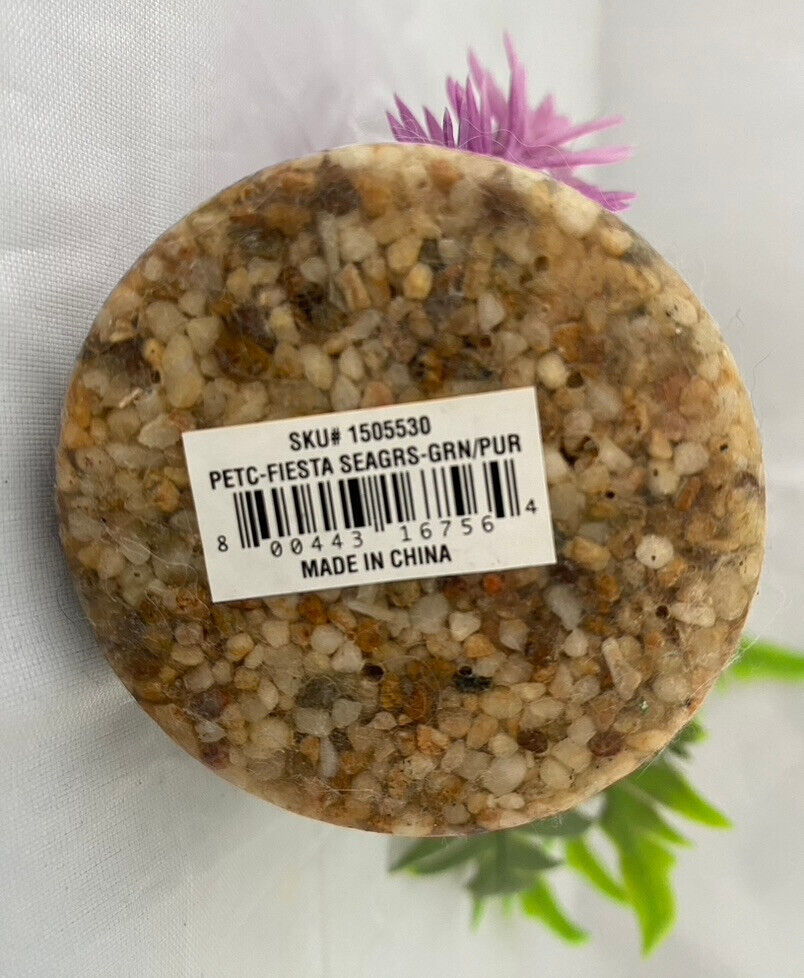 SKU# 1505530
PETC-FIESTA SEAGRS-GRN/PUR
8 00443 16756 4
MADE IN CHINA